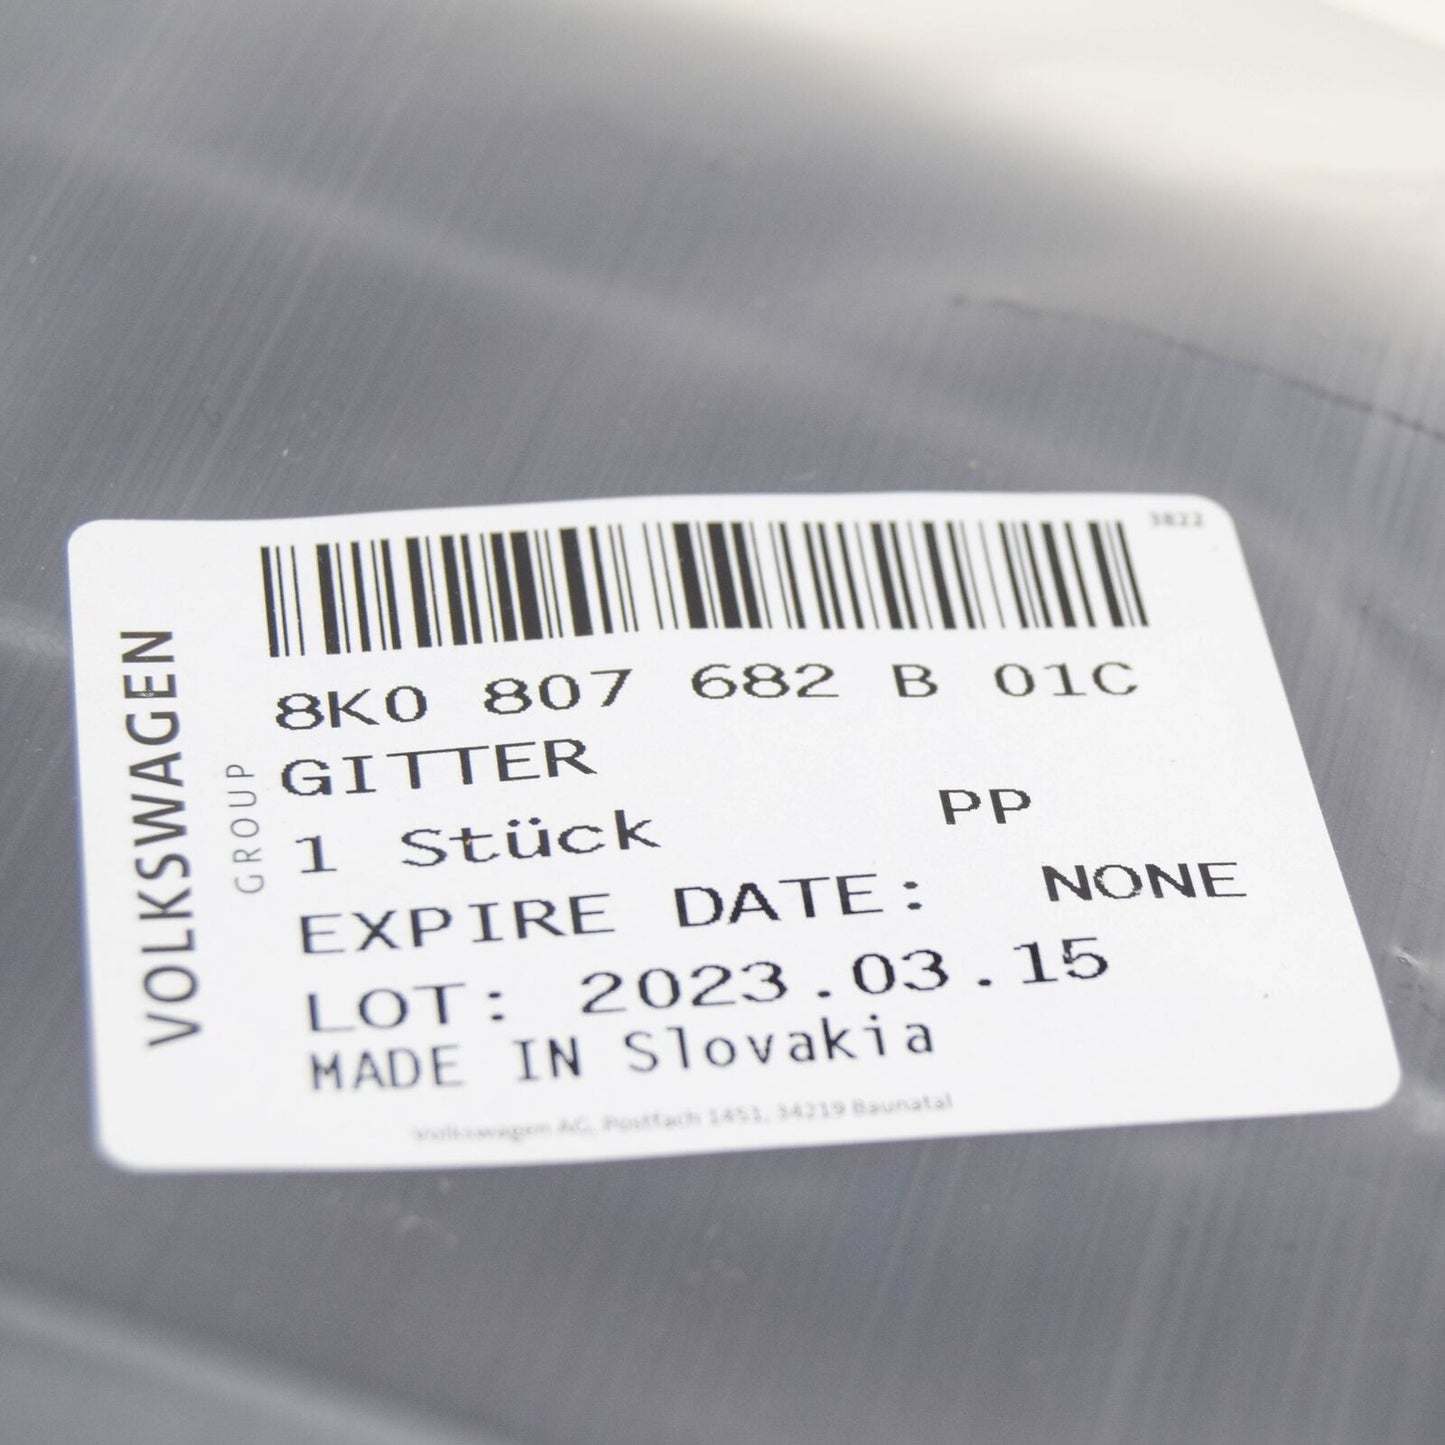 3822
8K0 807 682 B 01C
GITTER
1 Stück PP
EXPIRE DATE: NONE
LOT: 2023.03.15
MADE IN Slovakia
Volkswagen AG, Postfach 1451, 34219 Baunatal
VOLKSWAGEN
GROUP